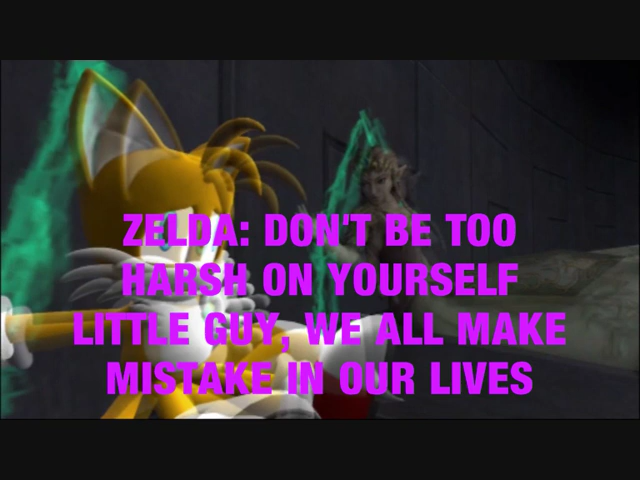 ZELDA: DON'T BE TOO
HARSH ON YOURSELF
LITTLE GUY, WE ALL MAKE
MISTAKE IN OUR LIVES